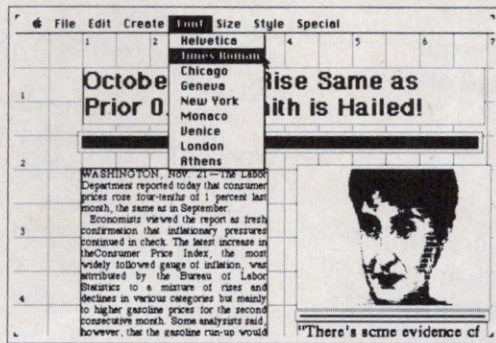 File Edit Create Font Size Style Special
1 2 4 5 6 7
Helvetica
Times Roman
Chicago
Geneva
New York
Monaco
Venice
London
Athens
Octobe Rise Same as
Prior 0. ith is Hailed!
1
2
3
4
WASHINGTON, Nov. 21—The Labor
Department reported today that consumer
prices rose four-tenths of 1 percent last
month, the same as in September.
Economists viewed the report as fresh
confirmation that inflationary pressures
continued in check. The latest increase in
theConsumer Price Index, the most
widely followed gauge of inflation, was
attributed by the Bureau of Labor
Statistics to a mixture of rises and
declines in various categories but mainly
to higher gasoline prices for the second
consecutive month. Some analysists said,
however, that the gasoline run-up would
"There's some evidence of